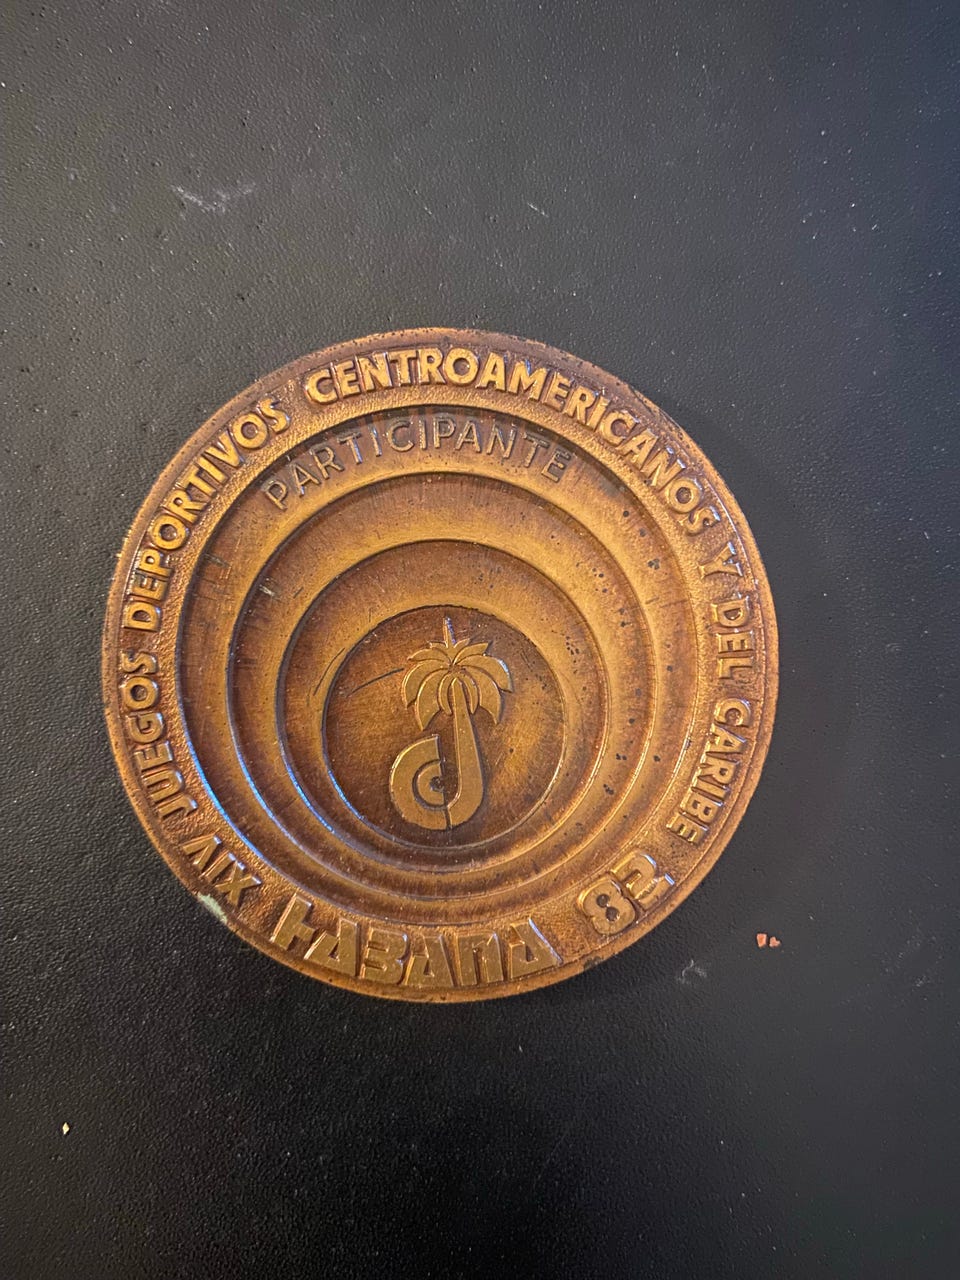 XIV JUEGOS DEPORTIVOS CENTROAMERICANOS Y DEL CARIBE
PARTICIPANTE
HABANA 82